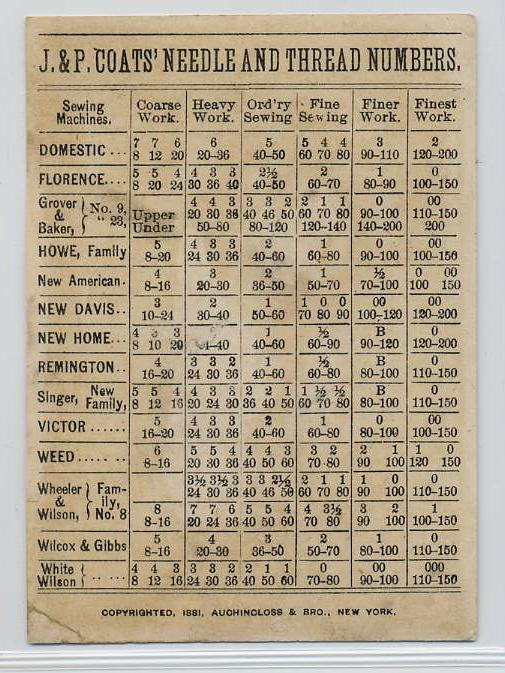 J. & P. COATS' NEEDLE AND THREAD NUMBERS.
Sewing Machines. Coarse Work. Heavy Work. Ord'ry Sewing Fine Sewing Finer Work. Finest Work.
DOMESTIC... 7 7 6 6 5 5 4 4 3 2
8 12 20 20-36 40-50 60 70 80 90-110 120-200
FLORENCE.... 5 5 4 4 3 3 2½ 2 1 0
8 20 24 30 36 40 40-50 60-70 80-90 100-150
Grover & Baker, } No. 9, 4 4 3 3 3 2 2 1 1 0 00
" 23, Upper 20 30 36 40 46 50 60 70 80 90-100 110-150
Under 50-80 80-120 120-140 140-200 200
HOWE, Family 5 4 3 3 2 1 0 00
8-20 24 30 36 40-60 60-80 90-100 100-150
New American. 4 3 2 1 ½ 0 00
8-16 20-30 36-50 50-70 70-100 100 150
NEW DAVIS.. 3 2 1 1 0 0 00 00
10-24 30-40 50-60 70 80 90 100-120 120-200
NEW HOME.. 4 3 3 1 ½ B 0
8 10 20 -40 40-60 60-90 90-120 120-200
REMINGTON.. 4 3 3 2 1 ½ B 0
16-20 24 30 36 40-60 60-80 80-100 110-150
Singer, New Family, 5 5 4 4 3 3 2 2 1 1 ½ ½ B 0
8 12 16 20 24 30 36 40 50 60 70 80 80-100 110-150
VICTOR ...... 5 4 3 3 2 1 0 00
16-20 24 30 36 40-60 60-80 80-100 100-150
WEED..... .. 6 5 5 4 4 4 3 3 2 2 1 1 0
8-16 20 30 36 40 50 60 70 80 90 100 120 150
Wheeler & Wilson, } Family, No. 8 3½ 3½ 3 3 3 2½ 2 1 1 1 0 0
24 30 36 40 46 50 60 70 80 90 100 110-150
8 7 7 6 5 5 4 4 3½ 3 2 1
8-16 20 24 36 40 50 60 70 80 90 100 100-150
Wilcox & Gibbs 5 4 3 2 1 0
8-16 20-30 36-50 50-70 80-100 110-150
White } Wilson } .. ... 4 4 3 3 3 2 2 1 1 0 00 000
8 12 16 24 30 36 40 50 60 70-80 90-100 110-150
COPYRIGHTED, 1881, AUCHINCLOSS & BRO., NEW YORK.